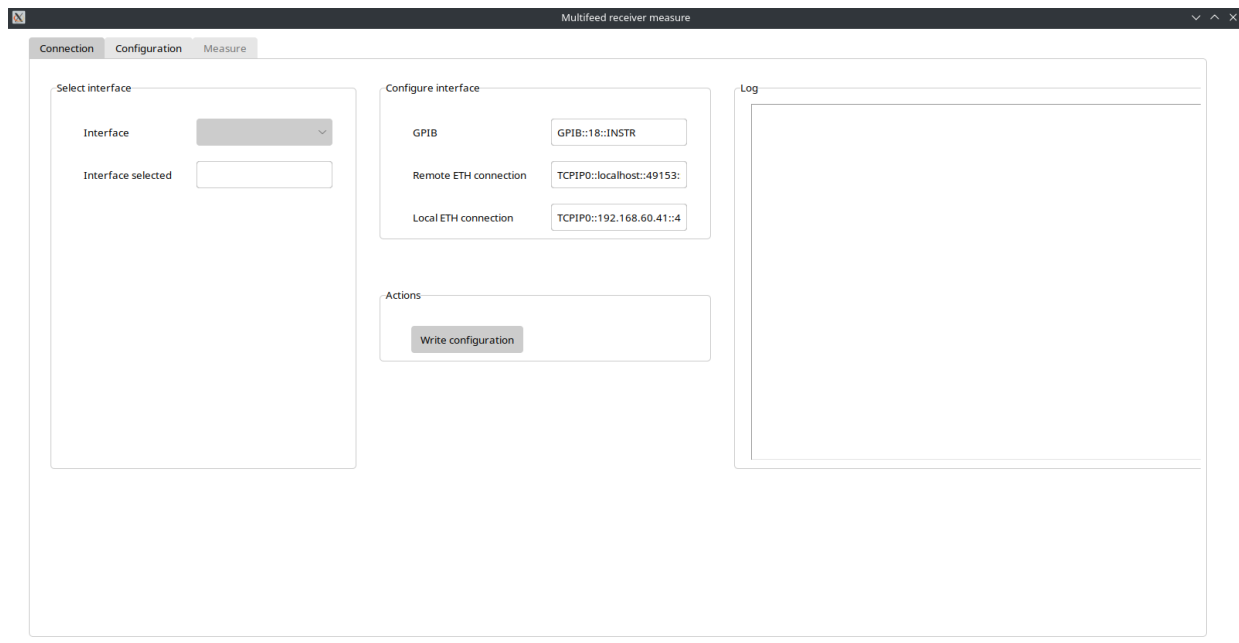 Multifeed receiver measure
Connection Configuration Measure
Select interface
Interface
Interface selected
Configure interface
GPIB GPIB::18::INSTR
Remote ETH connection TCPIP0::localhost::49153:
Local ETH connection TCPIP0::192.168.60.41::4
Actions
Write configuration
Log